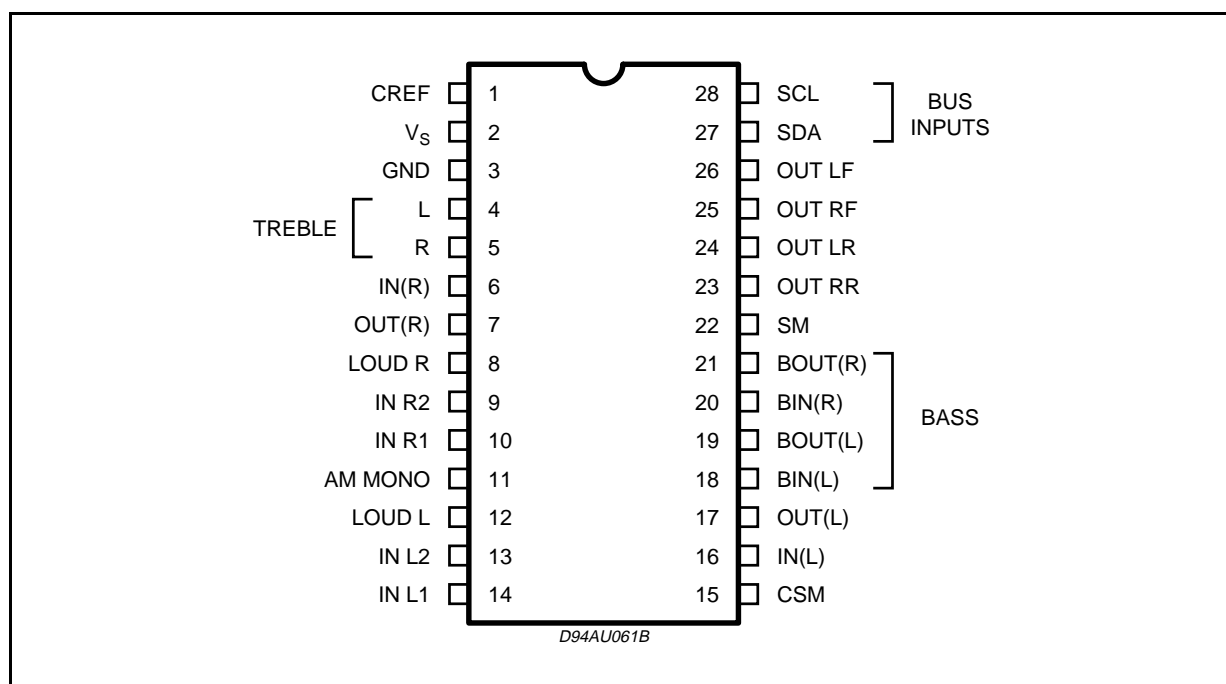 CREF 1 28 SCL
VS 2 27 SDA
BUS INPUTS
GND 3 26 OUT LF
TREBLE
L 4 25 OUT RF
R 5 24 OUT LR
IN(R) 6 23 OUT RR
OUT(R) 7 22 SM
LOUD R 8 21 BOUT(R)
IN R2 9 20 BIN(R)
BASS
IN R1 10 19 BOUT(L)
AM MONO 11 18 BIN(L)
LOUD L 12 17 OUT(L)
IN L2 13 16 IN(L)
IN L1 14 15 CSM
D94AU061B